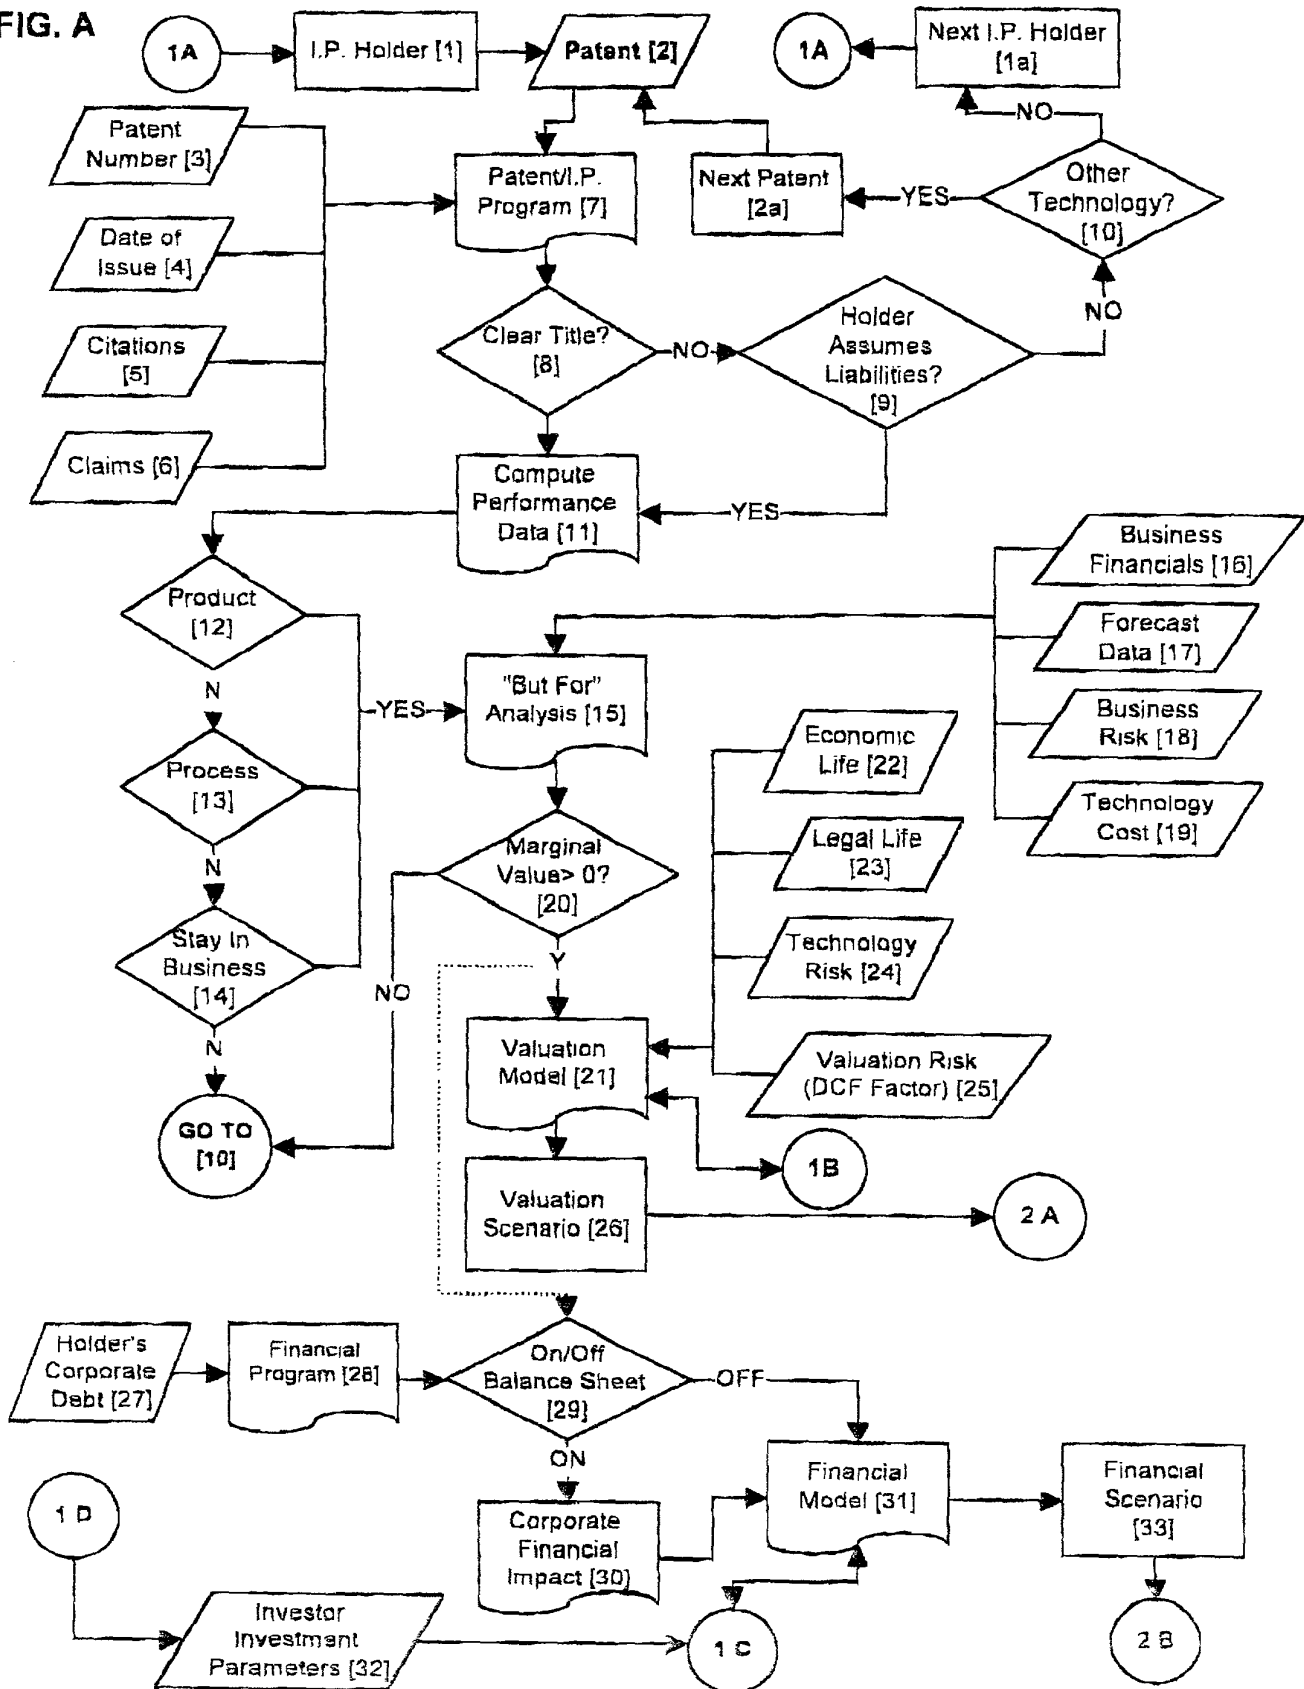 FIG. A
1A
I.P. Holder [1]
Patent [2]
1A
Next I.P. Holder
[1a]
NO
Patent
Number [3]
Patent/I.P.
Program [7]
Next Patent
[2a]
YES
Other
Technology?
[10]
Date of
Issue [4]
NO
Citations
[5]
Clear Title?
[8]
NO
Holder
Assumes
Liabilities?
[9]
Claims [6]
Compute
Performance
Data [11]
YES
Business
Financials [16]
Product
[12]
Forecast
Data [17]
N
YES
"But For"
Analysis [15]
Business
Risk [18]
Economic
Life [22]
Process
[13]
Technology
Cost [19]
N
Marginal
Value> 0?
[20]
Legal Life
[23]
Stay In
Business
[14]
NO
Y
Technology
Risk [24]
N
Valuation
Model [21]
Valuation Risk
(DCF Factor) [25]
GO TO
[10]
1B
Valuation
Scenario [26]
2 A
Holder's
Corporate
Debt [27]
Financial
Program [28]
On/Off
Balance Sheet
[29]
OFF
ON
1 D
Corporate
Financial
Impact [30]
Financial
Model [31]
Financial
Scenario
[33]
Investor
Investment
Parameters [32]
1 C
2 B